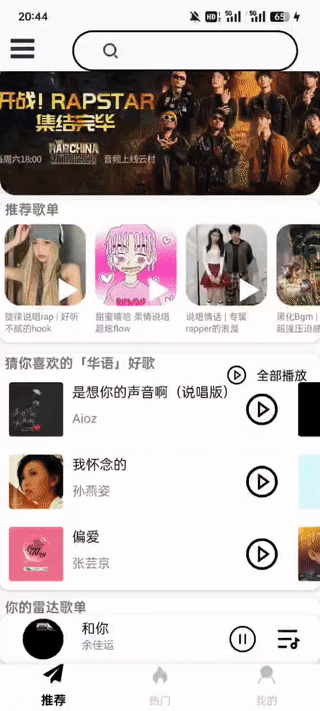 20:44
HD 5G 5G 65
开战！RAPSTAR
集结完毕
每周六18:00
RAPCHINA
音频上线云村
推荐歌单
旋律说唱rap | 好听
不腻的hook
甜蜜嘻哈 柔情说唱
超炫flow
说唱情话 | 专属
rapper的浪漫
黑化Bgm |
超强压迫感
猜你喜欢的「华语」好歌
全部播放
是想你的声音啊（说唱版）
Aioz
我怀念的
孙燕姿
偏爱
张芸京
你的雷达歌单
和你
余佳运
推荐
热门
我的